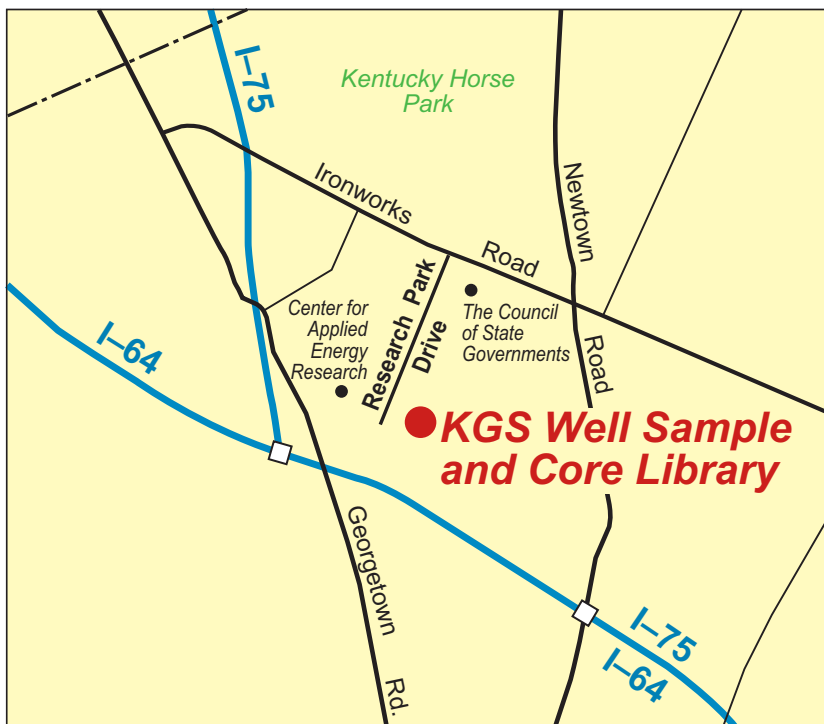 I–75
Kentucky Horse
Park
Ironworks
Road
Newtown
Road
Research Park
Drive
Center for
Applied
Energy
Research
The Council
of State
Governments
I–64
KGS Well Sample
and Core Library
Georgetown
Rd.
I–75
I–64